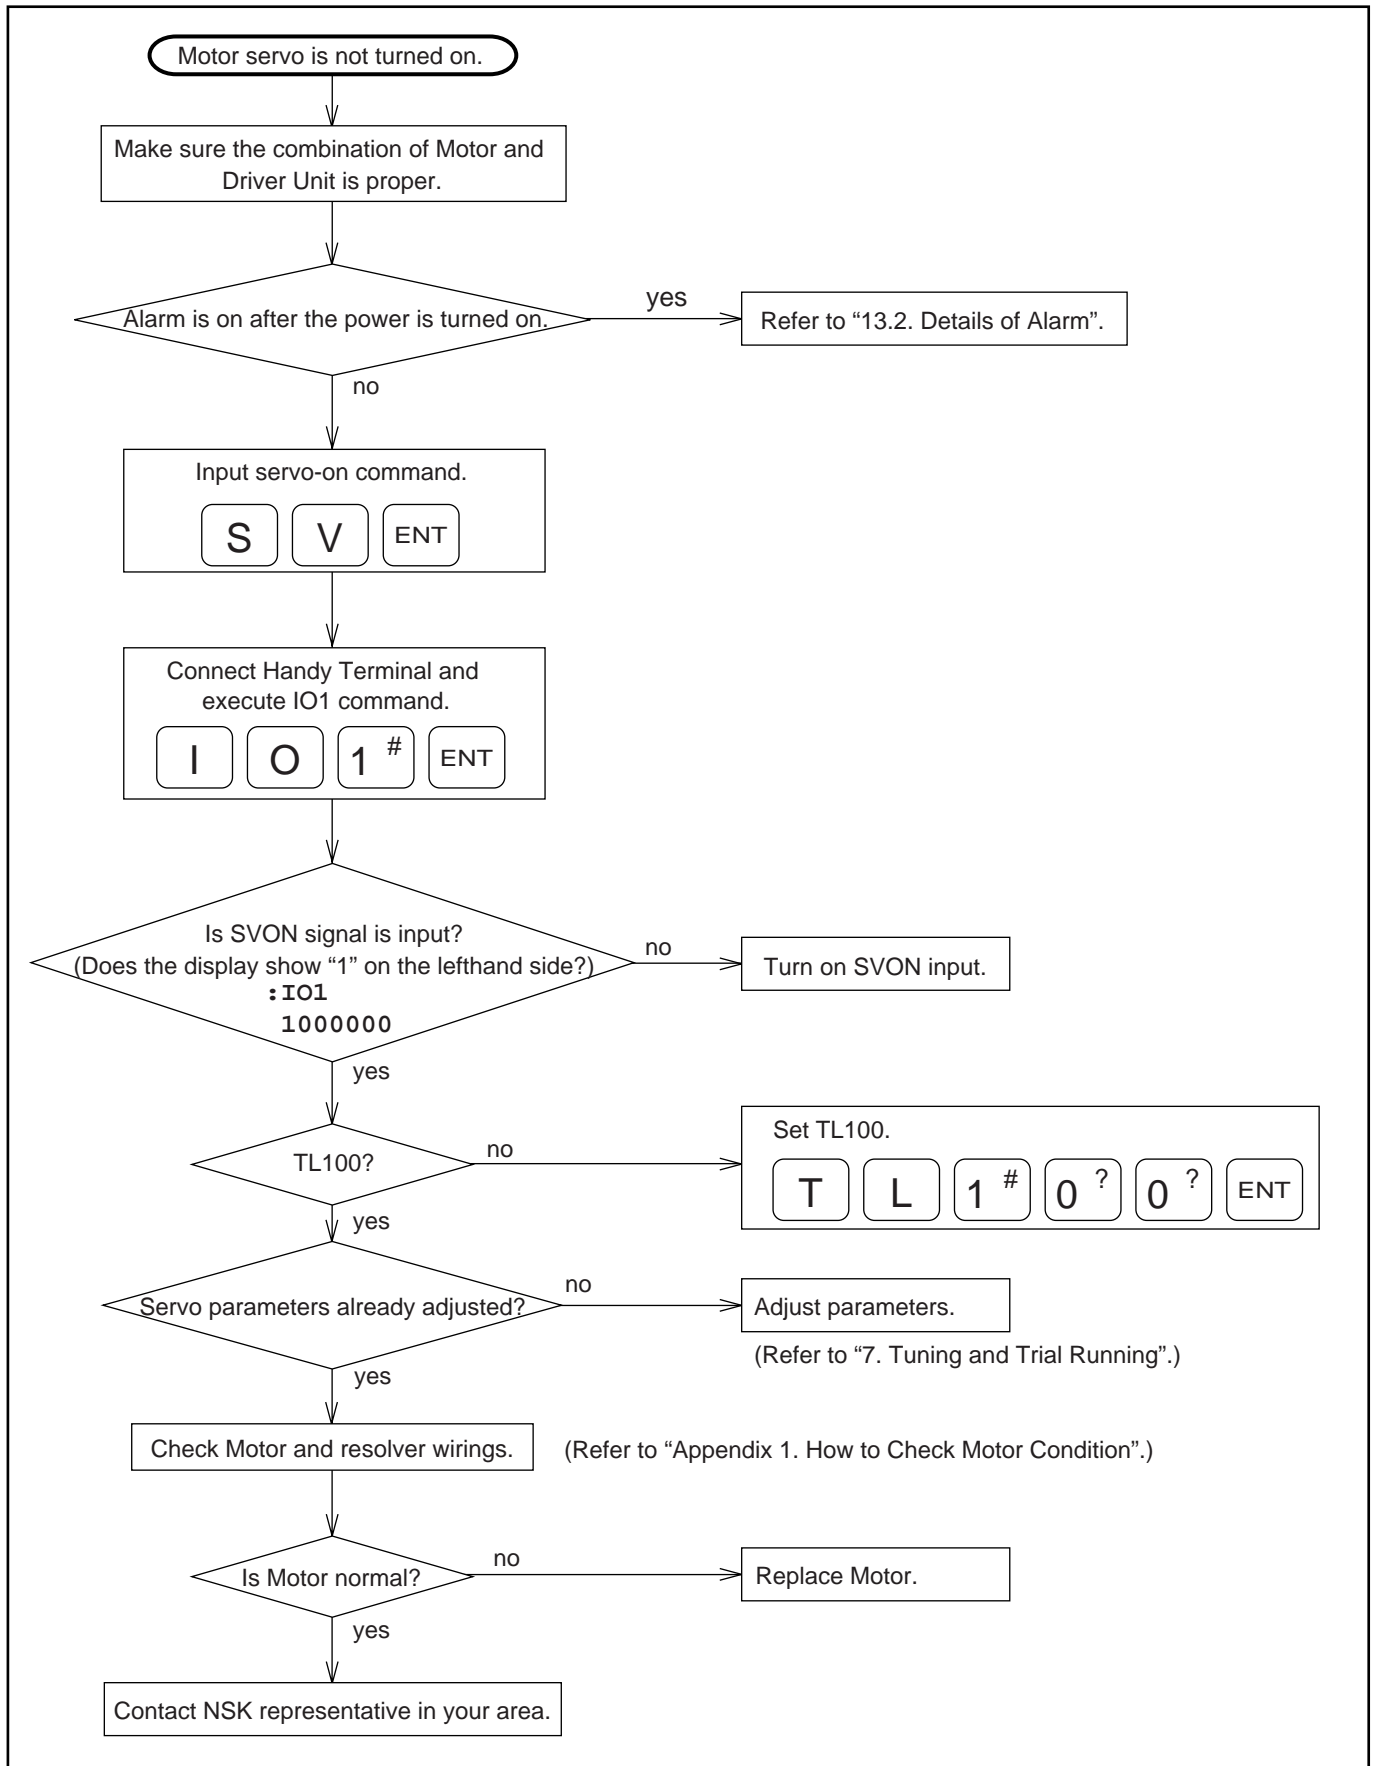 Motor servo is not turned on.
Make sure the combination of Motor and
Driver Unit is proper.
Alarm is on after the power is turned on.
yes
Refer to “13.2. Details of Alarm”.
no
Input servo-on command.
S V ENT
Connect Handy Terminal and
execute IO1 command.
I O 1 # ENT
Is SVON signal is input?
(Does the display show “1” on the lefthand side?)
:IO1
1000000
no
Turn on SVON input.
yes
TL100?
no
Set TL100.
T L 1 # 0 ? 0 ? ENT
yes
Servo parameters already adjusted?
no
Adjust parameters.
(Refer to “7. Tuning and Trial Running”.)
yes
Check Motor and resolver wirings.
(Refer to “Appendix 1. How to Check Motor Condition”.)
Is Motor normal?
no
Replace Motor.
yes
Contact NSK representative in your area.